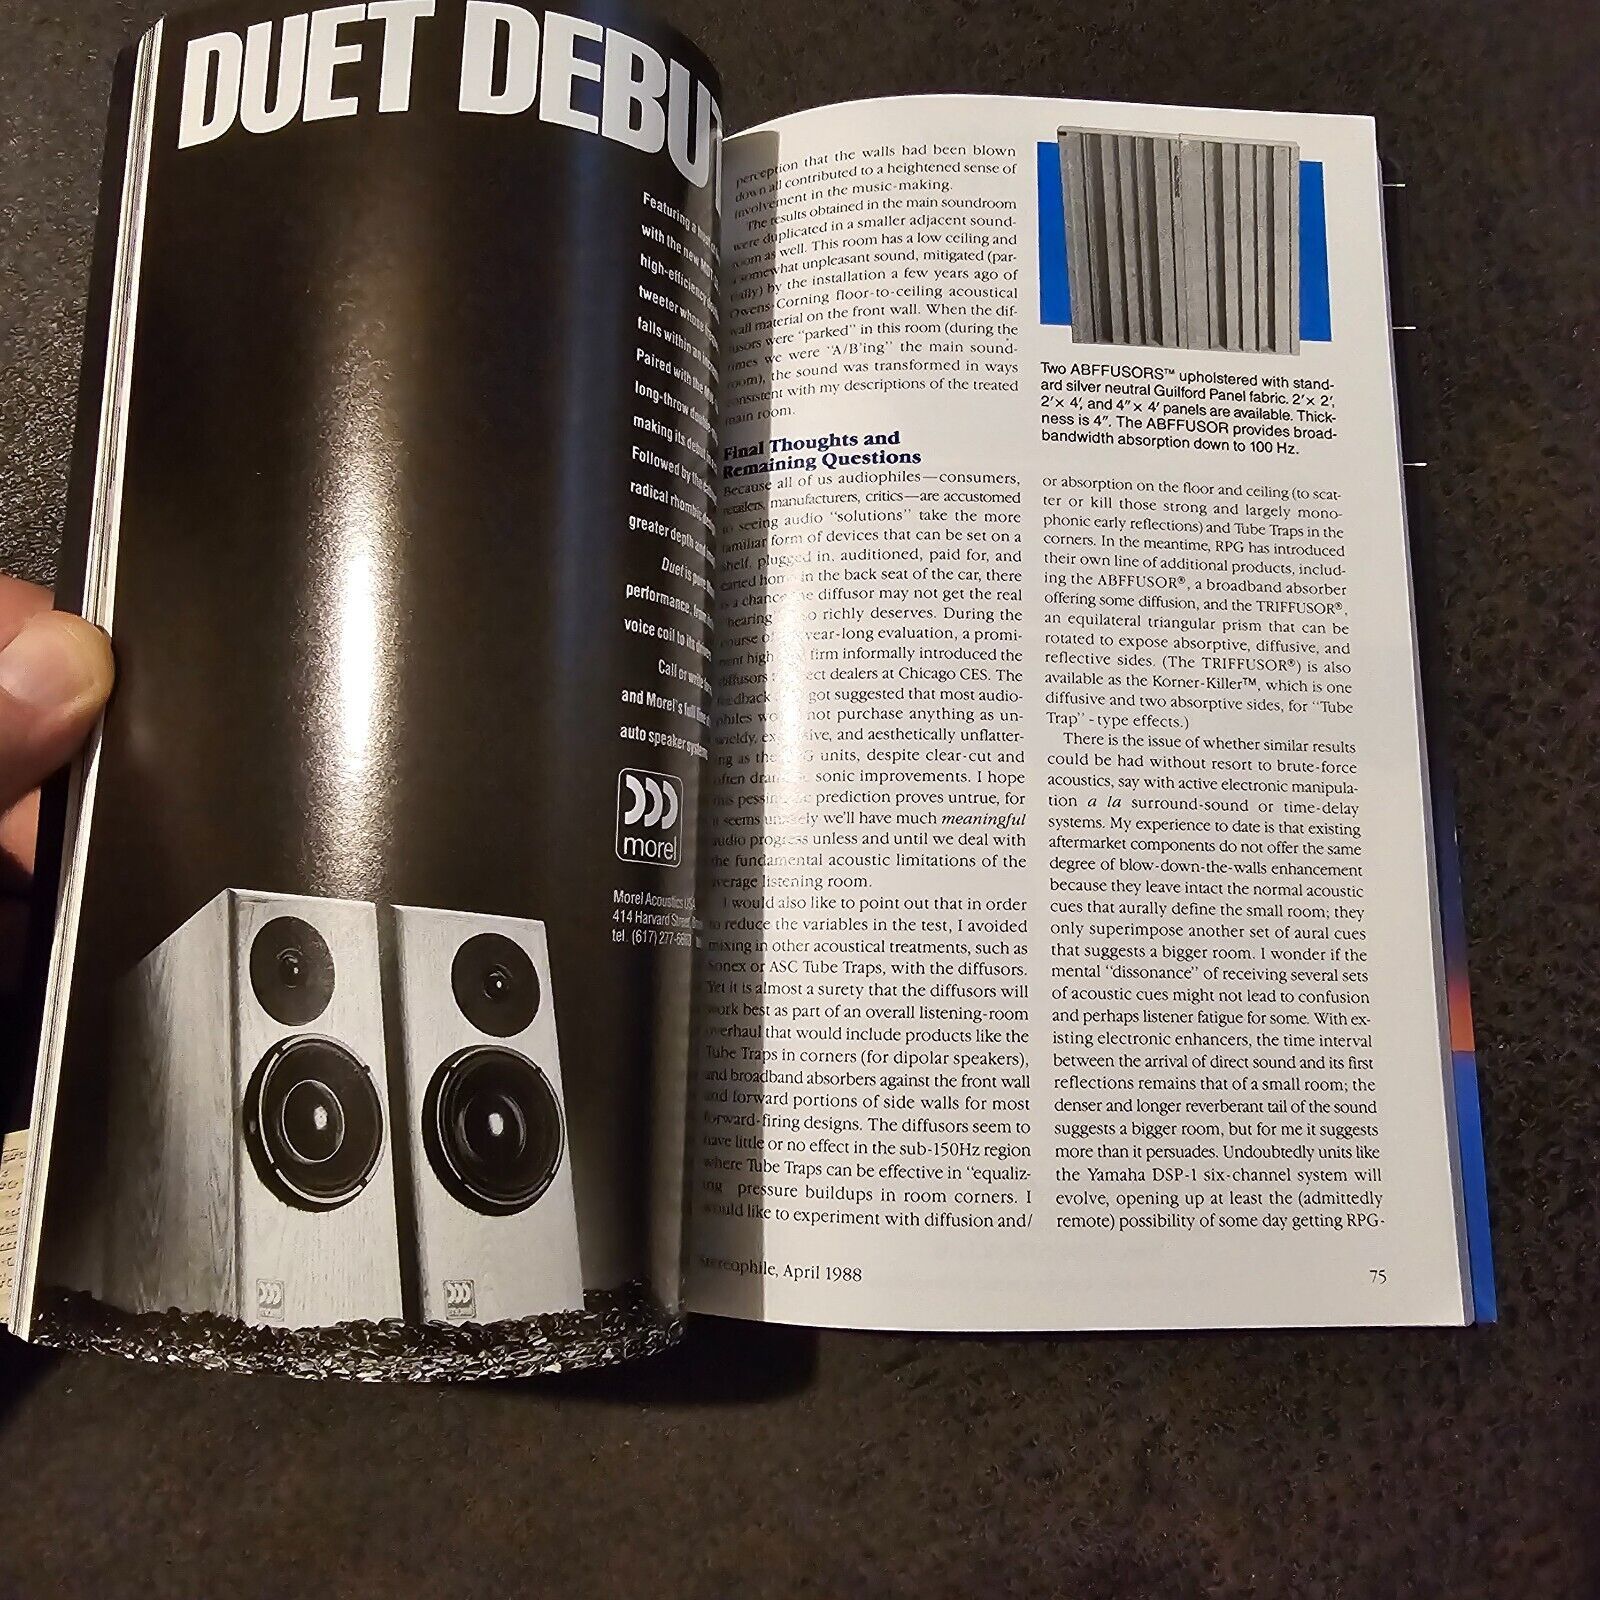 DUET DEBU
Featuring a
with the new
high-efficiency
tweeter whose
falls within an
Paired with the
long-throw
making its debut
Followed by the
radical rhombic
greater depth and
Duet is pure
performance, from
voice coil to its
Call or write
and Morel's full line
auto speaker systems
morel
Morel Acoustics USA
414 Harvard Street,
tel. (617) 277-6663
perception that the walls had been blown
down all contributed to a heightened sense of
involvement in the music-making.
The results obtained in the main soundroom
were duplicated in a smaller adjacent sound-
room as well. This room has a low ceiling and
a somewhat unpleasant sound, mitigated (par-
tially) by the installation a few years ago of
Owens-Corning floor-to-ceiling acoustical
wall material on the front wall. When the dif-
fusors were "parked" in this room (during the
times we were "A/B'ing" the main sound-
room), the sound was transformed in ways
consistent with my descriptions of the treated
main room.
Final Thoughts and
Remaining Questions
Because all of us audiophiles—consumers,
retailers, manufacturers, critics—are accustomed
to seeing audio "solutions" take the more
familiar form of devices that can be set on a
shelf, plugged in, auditioned, paid for, and
carted home in the back seat of the car, there
is a chance the diffusor may not get the real
hearing so richly deserves. During the
course of year-long evaluation, a promi-
nent high firm informally introduced the
diffusors dealers at Chicago CES. The
feedback got suggested that most audio-
philes would not purchase anything as un-
wieldy, expensive, and aesthetically unflatter-
ing as the RPG units, despite clear-cut and
often dramatic sonic improvements. I hope
this pessimistic prediction proves untrue, for
it seems unlikely we'll have much meaningful
audio progress unless and until we deal with
the fundamental acoustic limitations of the
average listening room.
I would also like to point out that in order
to reduce the variables in the test, I avoided
mixing in other acoustical treatments, such as
Sonex or ASC Tube Traps, with the diffusors.
Yet it is almost a surety that the diffusors will
work best as part of an overall listening-room
overhaul that would include products like the
Tube Traps in corners (for dipolar speakers),
and broadband absorbers against the front wall
and forward portions of side walls for most
forward-firing designs. The diffusors seem to
have little or no effect in the sub-150Hz region
where Tube Traps can be effective in "equaliz-
ing pressure buildups in room corners. I
would like to experiment with diffusion and/
Two ABFFUSORS™ upholstered with stand-
ard silver neutral Guilford Panel fabric. 2'× 2',
2'× 4', and 4"× 4' panels are available. Thick-
ness is 4". The ABFFUSOR provides broad-
bandwidth absorption down to 100 Hz.
or absorption on the floor and ceiling (to scat-
ter or kill those strong and largely mono-
phonic early reflections) and Tube Traps in the
corners. In the meantime, RPG has introduced
their own line of additional products, includ-
ing the ABFFUSOR®, a broadband absorber
offering some diffusion, and the TRIFFUSOR®,
an equilateral triangular prism that can be
rotated to expose absorptive, diffusive, and
reflective sides. (The TRIFFUSOR®) is also
available as the Korner-Killer™, which is one
diffusive and two absorptive sides, for "Tube
Trap" - type effects.)
There is the issue of whether similar results
could be had without resort to brute-force
acoustics, say with active electronic manipula-
tion a la surround-sound or time-delay
systems. My experience to date is that existing
aftermarket components do not offer the same
degree of blow-down-the-walls enhancement
because they leave intact the normal acoustic
cues that aurally define the small room; they
only superimpose another set of aural cues
that suggests a bigger room. I wonder if the
mental "dissonance" of receiving several sets
of acoustic cues might not lead to confusion
and perhaps listener fatigue for some. With ex-
isting electronic enhancers, the time interval
between the arrival of direct sound and its first
reflections remains that of a small room; the
denser and longer reverberant tail of the sound
suggests a bigger room, but for me it suggests
more than it persuades. Undoubtedly units like
the Yamaha DSP-1 six-channel system will
evolve, opening up at least the (admittedly
remote) possibility of some day getting RPG-
Stereophile, April 1988
75